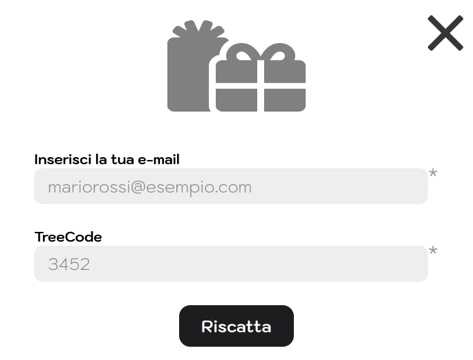 Inserisci la tua e-mail
mariorossi@esempio.com
*
TreeCode
3452
*
Riscatta